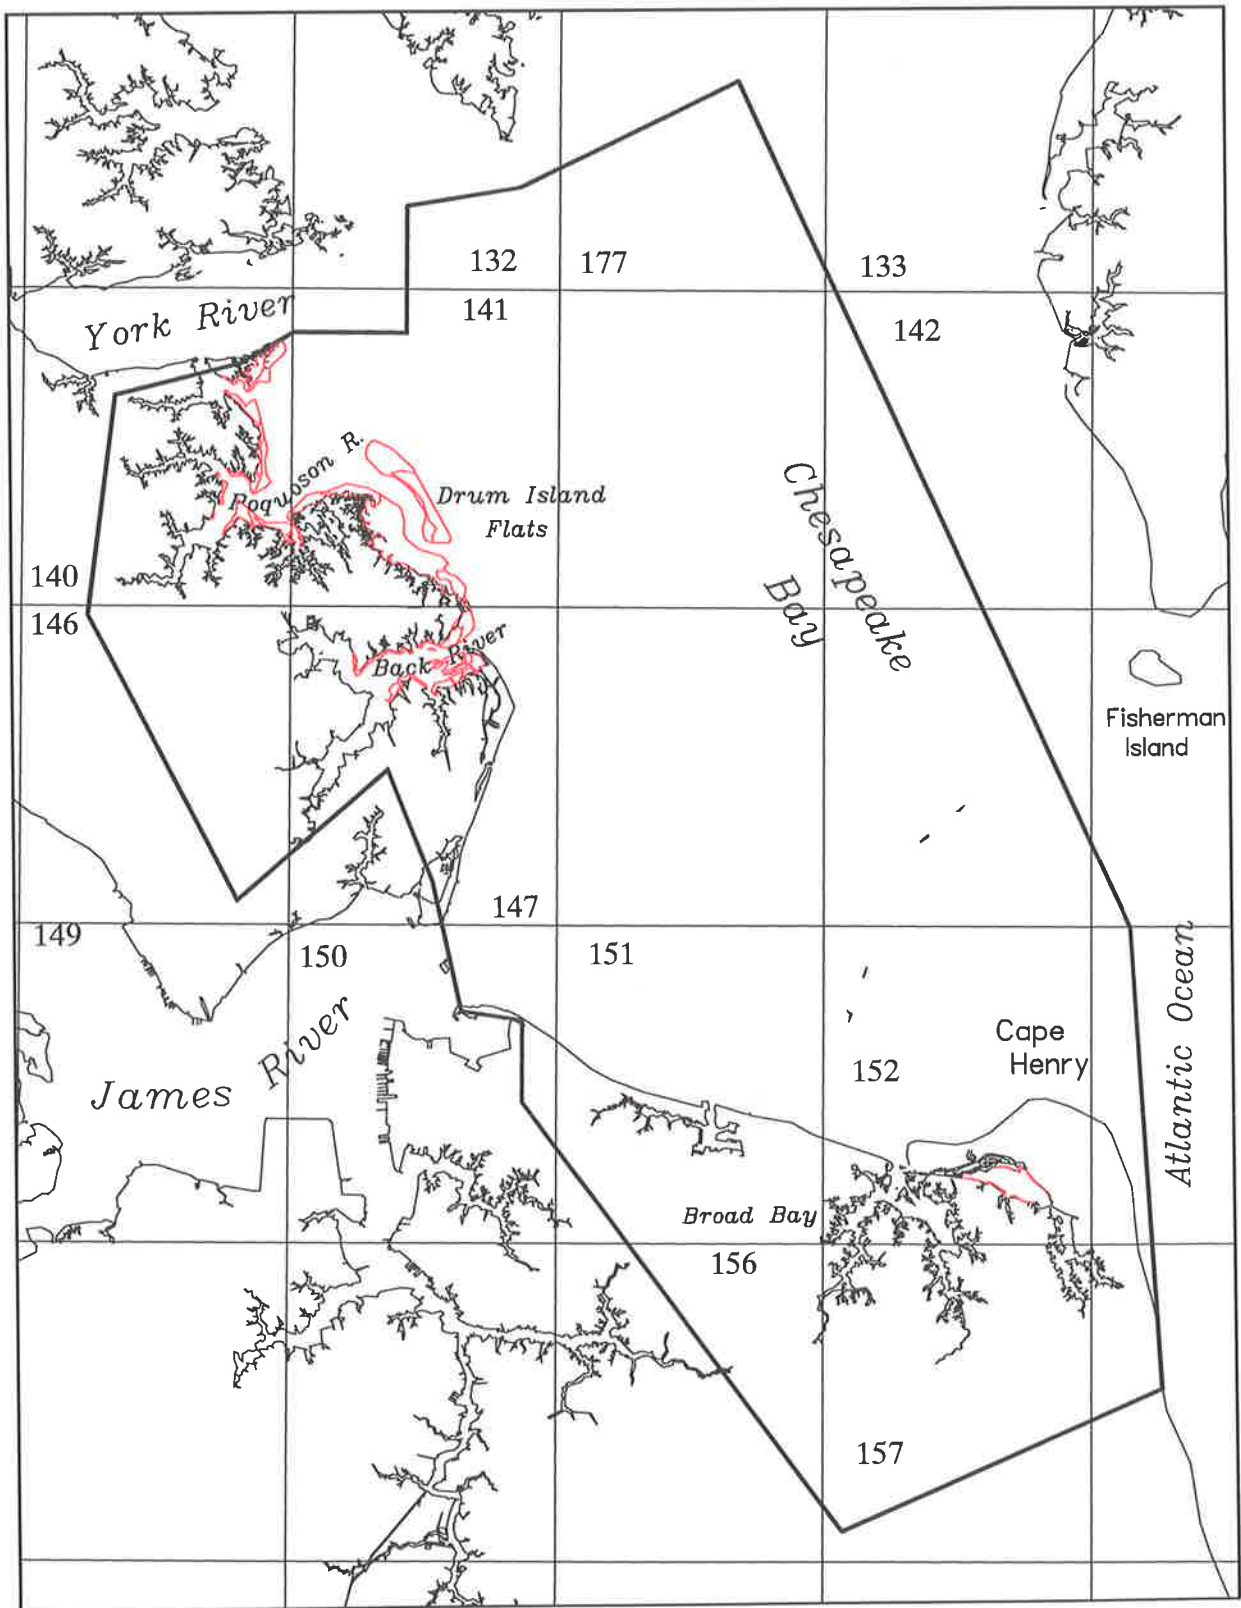 132
177
133
York River
141
142
Poquoson R.
Drum Island
Flats
Chesapeake
Bay
140
146
Back River
Fisherman
Island
147
149
150
151
Atlantic Ocean
James River
Cape
Henry
152
Broad Bay
156
157